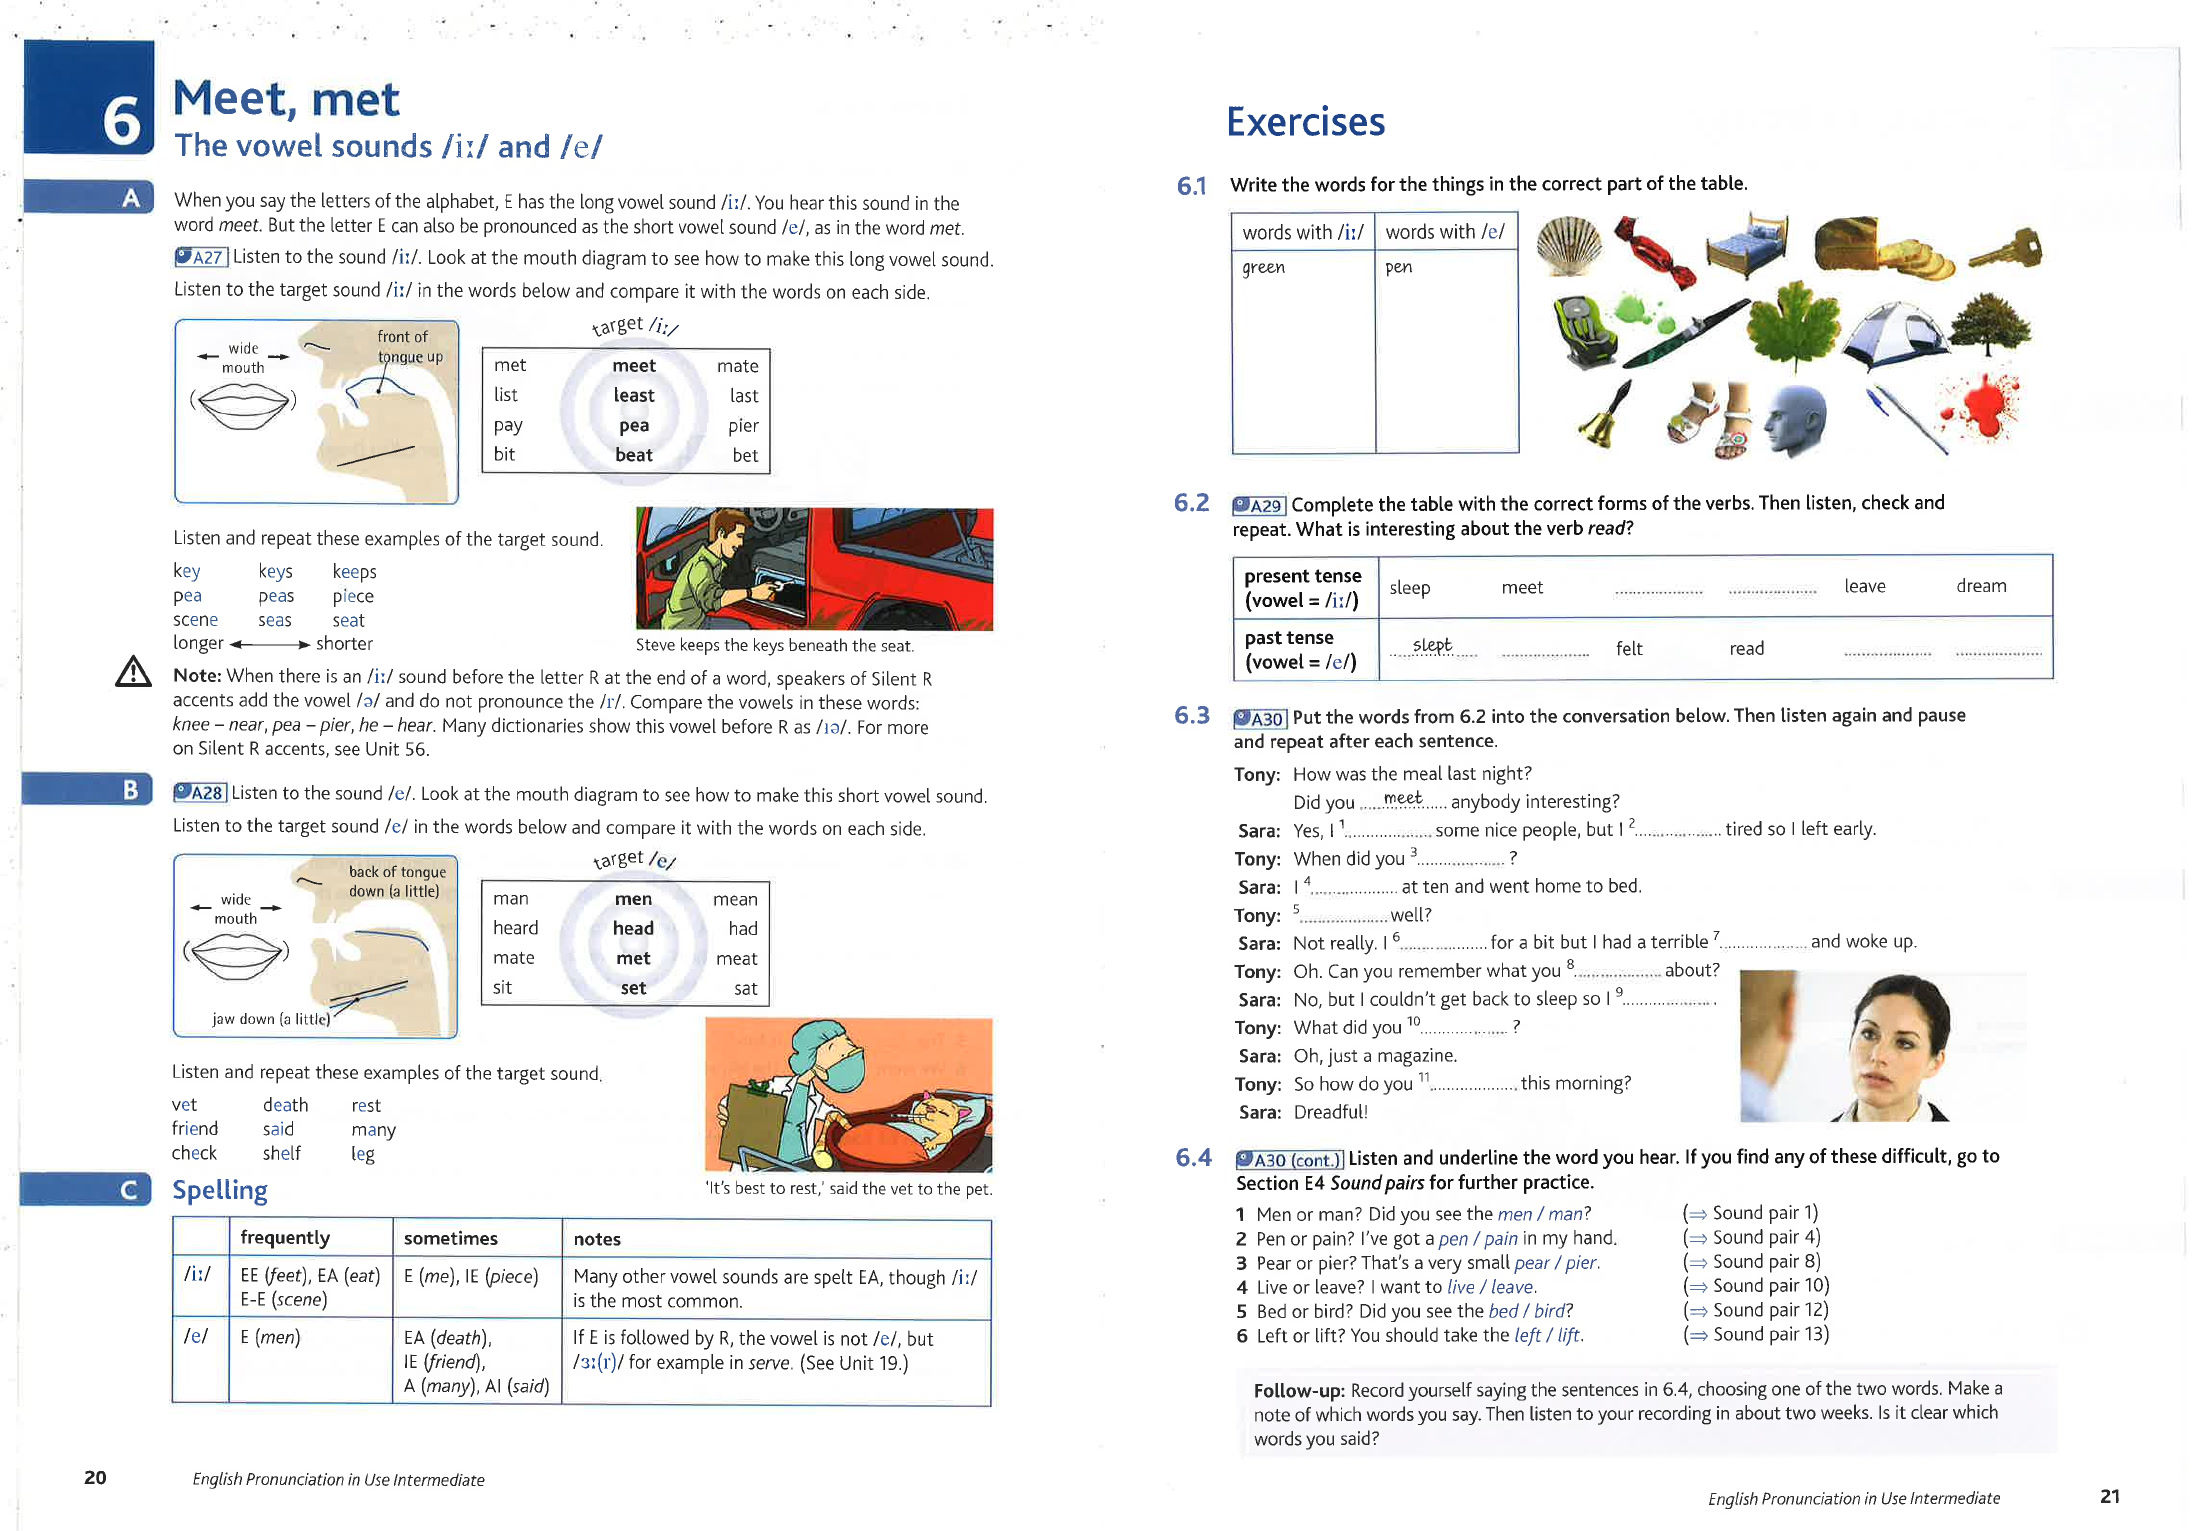 6
Meet, met
The vowel sounds /iː/ and /e/
A
When you say the letters of the alphabet, E has the long vowel sound /iː/. You hear this sound in the
word meet. But the letter E can also be pronounced as the short vowel sound /e/, as in the word met.
A27 Listen to the sound /iː/. Look at the mouth diagram to see how to make this long vowel sound.
Listen to the target sound /iː/ in the words below and compare it with the words on each side.
wide
mouth
front of
tongue up
target /iː/
met meet mate
list least last
pay pea pier
bit beat bet
Listen and repeat these examples of the target sound.
key keys keeps
pea peas piece
scene seas seat
longer ↔ shorter
Steve keeps the keys beneath the seat.
Note: When there is an /iː/ sound before the letter R at the end of a word, speakers of Silent R
accents add the vowel /ə/ and do not pronounce the /r/. Compare the vowels in these words:
knee – near, pea – pier, he – hear. Many dictionaries show this vowel before R as /ɪə/. For more
on Silent R accents, see Unit 56.
B
A28 Listen to the sound /e/. Look at the mouth diagram to see how to make this short vowel sound.
Listen to the target sound /e/ in the words below and compare it with the words on each side.
wide
mouth
back of tongue
down (a little)
jaw down (a little)
target /e/
man men mean
heard head had
mate met meat
sit set sat
Listen and repeat these examples of the target sound.
vet death rest
friend said many
check shelf leg
'It's best to rest,' said the vet to the pet.
C
Spelling
frequently sometimes notes
/iː/ EE (feet), EA (eat) E (me), IE (piece) Many other vowel sounds are spelt EA, though /iː/
E-E (scene) is the most common.
/e/ E (men) EA (death), If E is followed by R, the vowel is not /e/, but
IE (friend), /ɜː(r)/ for example in serve. (See Unit 19.)
A (many), AI (said)
20
English Pronunciation in Use Intermediate
Exercises
6.1 Write the words for the things in the correct part of the table.
words with /iː/ words with /e/
green pen
6.2 A29 Complete the table with the correct forms of the verbs. Then listen, check and
repeat. What is interesting about the verb read?
present tense
(vowel = /iː/) sleep meet .................... .................... leave dream
past tense
(vowel = /e/) .....slept..... .................... felt read .................... ....................
6.3 A30 Put the words from 6.2 into the conversation below. Then listen again and pause
and repeat after each sentence.
Tony: How was the meal last night?
Did you .....meet..... anybody interesting?
Sara: Yes, I 1.................... some nice people, but I 2.................... tired so I left early.
Tony: When did you 3.................... ?
Sara: I 4.................... at ten and went home to bed.
Tony: 5.................... well?
Sara: Not really. I 6.................... for a bit but I had a terrible 7.................... and woke up.
Tony: Oh. Can you remember what you 8.................... about?
Sara: No, but I couldn't get back to sleep so I 9.................... .
Tony: What did you 10.................... ?
Sara: Oh, just a magazine.
Tony: So how do you 11.................... this morning?
Sara: Dreadful!
6.4 A30 (cont.) Listen and underline the word you hear. If you find any of these difficult, go to
Section E4 Sound pairs for further practice.
1 Men or man? Did you see the men / man? (⇒ Sound pair 1)
2 Pen or pain? I've got a pen / pain in my hand. (⇒ Sound pair 4)
3 Pear or pier? That's a very small pear / pier. (⇒ Sound pair 8)
4 Live or leave? I want to live / leave. (⇒ Sound pair 10)
5 Bed or bird? Did you see the bed / bird? (⇒ Sound pair 12)
6 Left or lift? You should take the left / lift. (⇒ Sound pair 13)
Follow-up: Record yourself saying the sentences in 6.4, choosing one of the two words. Make a
note of which words you say. Then listen to your recording in about two weeks. Is it clear which
words you said?
English Pronunciation in Use Intermediate
21